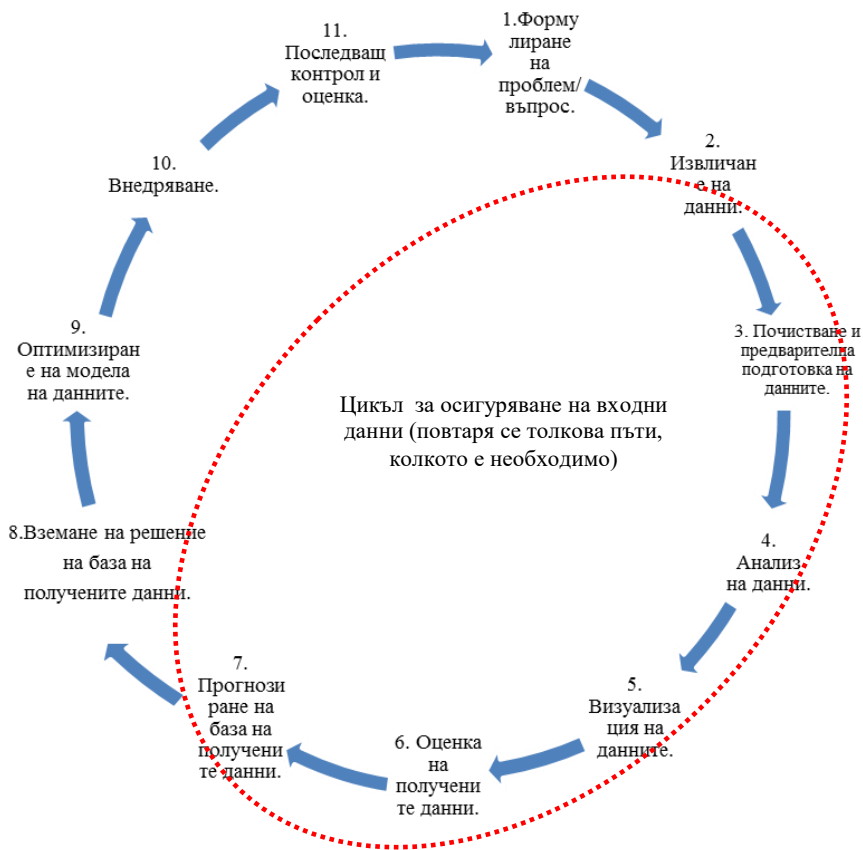 1.Форму
лиране
на
проблем/
въпрос.
2.
Извличан
е на
данни.
3. Почистване и
предварителна
подготовка на
данните.
4.
Анализ
на данни.
5.
Визуализа
ция на
данните.
6. Оценка
на
получени
те данни.
7.
Прогнози
ране на
база на
получени
те данни.
8.Вземане на решение
на база на
получените данни.
9.
Оптимизиран
е на модела
на данните.
10.
Внедряване.
11.
Последващ
контрол и
оценка.
Цикъл за осигуряване на входни
данни (повтаря се толкова пъти,
колкото е необходимо)